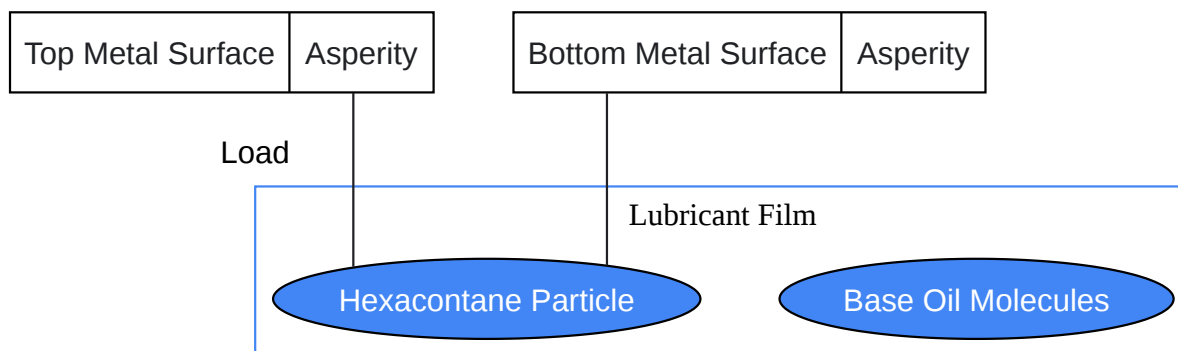 Top Metal Surface
Asperity
Bottom Metal Surface
Asperity
Load
Lubricant Film
Hexacontane Particle
Base Oil Molecules